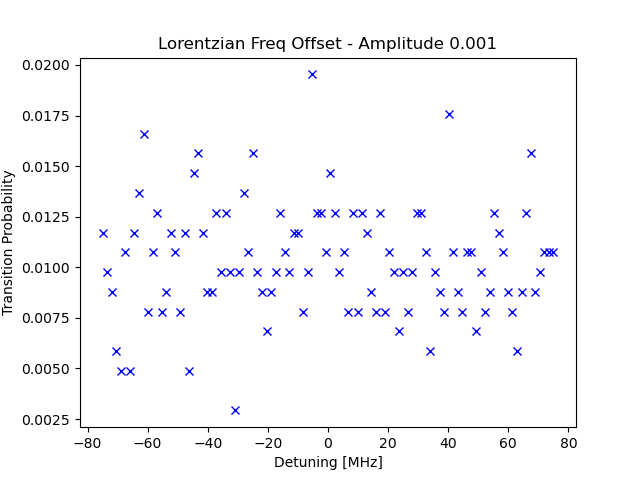 Lorentzian Freq Offset - Amplitude 0.001
0.0200
0.0175
0.0150
0.0125
0.0100
0.0075
0.0050
0.0025
Transition Probability
−80 −60 −40 −20 0 20 40 60 80
Detuning [MHz]